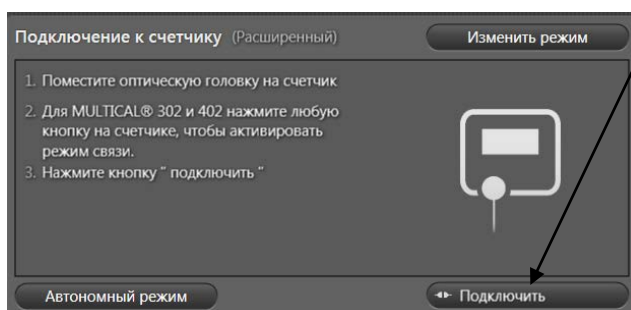 Подключение к счетчику (Расширенный)
Изменить режим
1. Поместите оптическую головку на счетчик
2. Для MULTICAL® 302 и 402 нажмите любую
кнопку на счетчике, чтобы активировать
режим связи.
3. Нажмите кнопку " подключить "
Автономный режим
Подключить